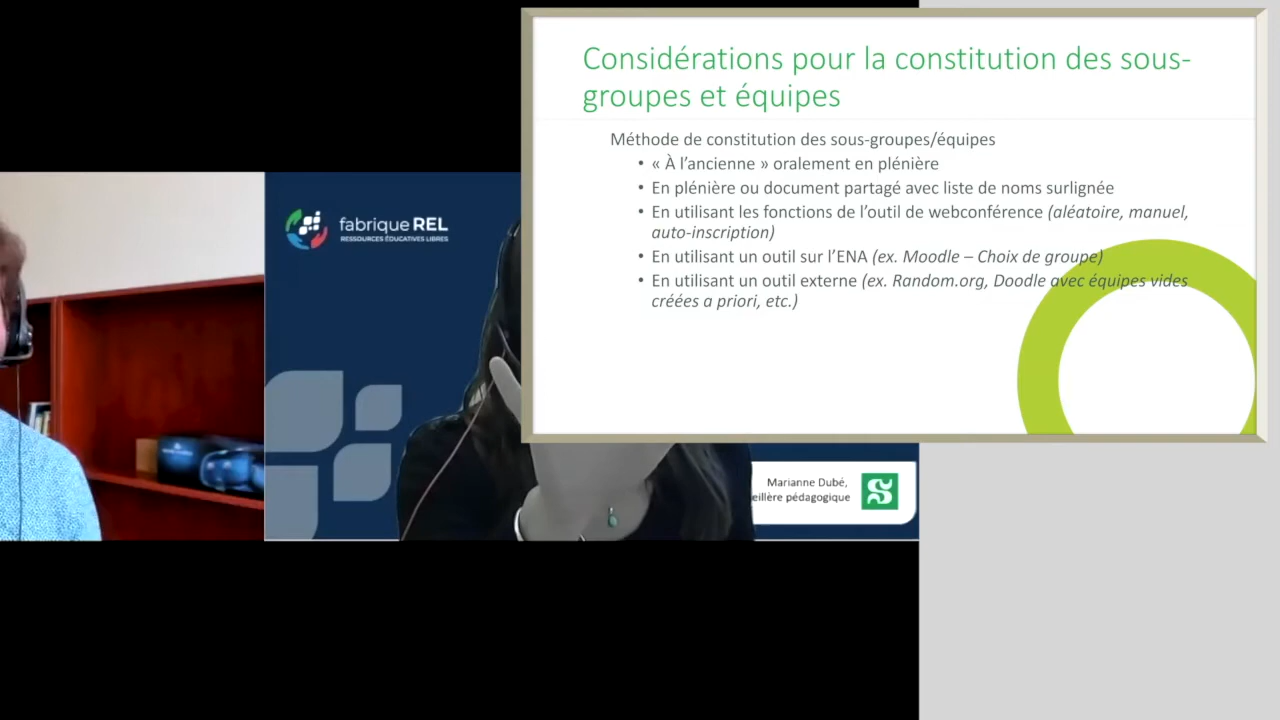 Considérations pour la constitution des sous-
groupes et équipes
Méthode de constitution des sous-groupes/équipes
• « À l’ancienne » oralement en plénière
• En plénière ou document partagé avec liste de noms surlignée
• En utilisant les fonctions de l’outil de webconférence (aléatoire, manuel,
auto-inscription)
• En utilisant un outil sur l’ENA (ex. Moodle – Choix de groupe)
• En utilisant un outil externe (ex. Random.org, Doodle avec équipes vides
créées a priori, etc.)
fabrique REL
RESSOURCES ÉDUCATIVES LIBRES
Marianne Dubé,
eillère pédagogique